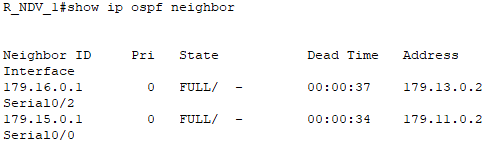 R_NDV_1#show ip ospf neighbor
Neighbor ID     Pri   State           Dead Time   Address
Interface
179.16.0.1        0   FULL/  -        00:00:37    179.13.0.2
Serial0/2
179.15.0.1        0   FULL/  -        00:00:34    179.11.0.2
Serial0/0